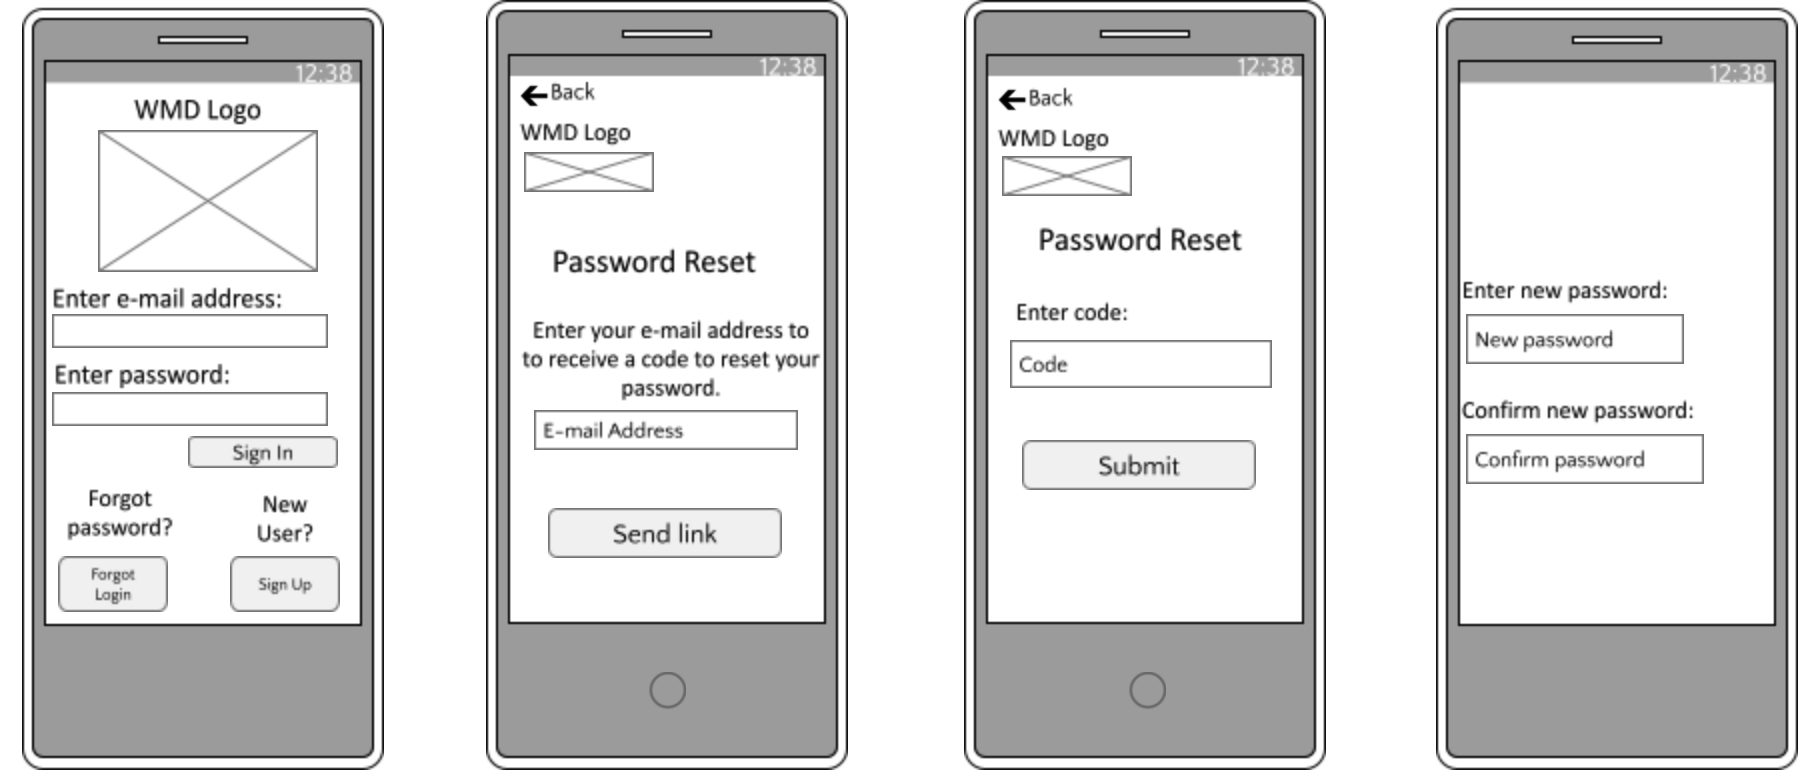 12:38
WMD Logo
Enter e-mail address:
Enter password:
Sign In
Forgot
password?
New
User?
Forgot
Login
Sign Up
12:38
Back
WMD Logo
Password Reset
Enter your e-mail address to
to receive a code to reset your
password.
E-mail Address
Send link
12:38
Back
WMD Logo
Password Reset
Enter code:
Code
Submit
12:38
Enter new password:
New password
Confirm new password:
Confirm password